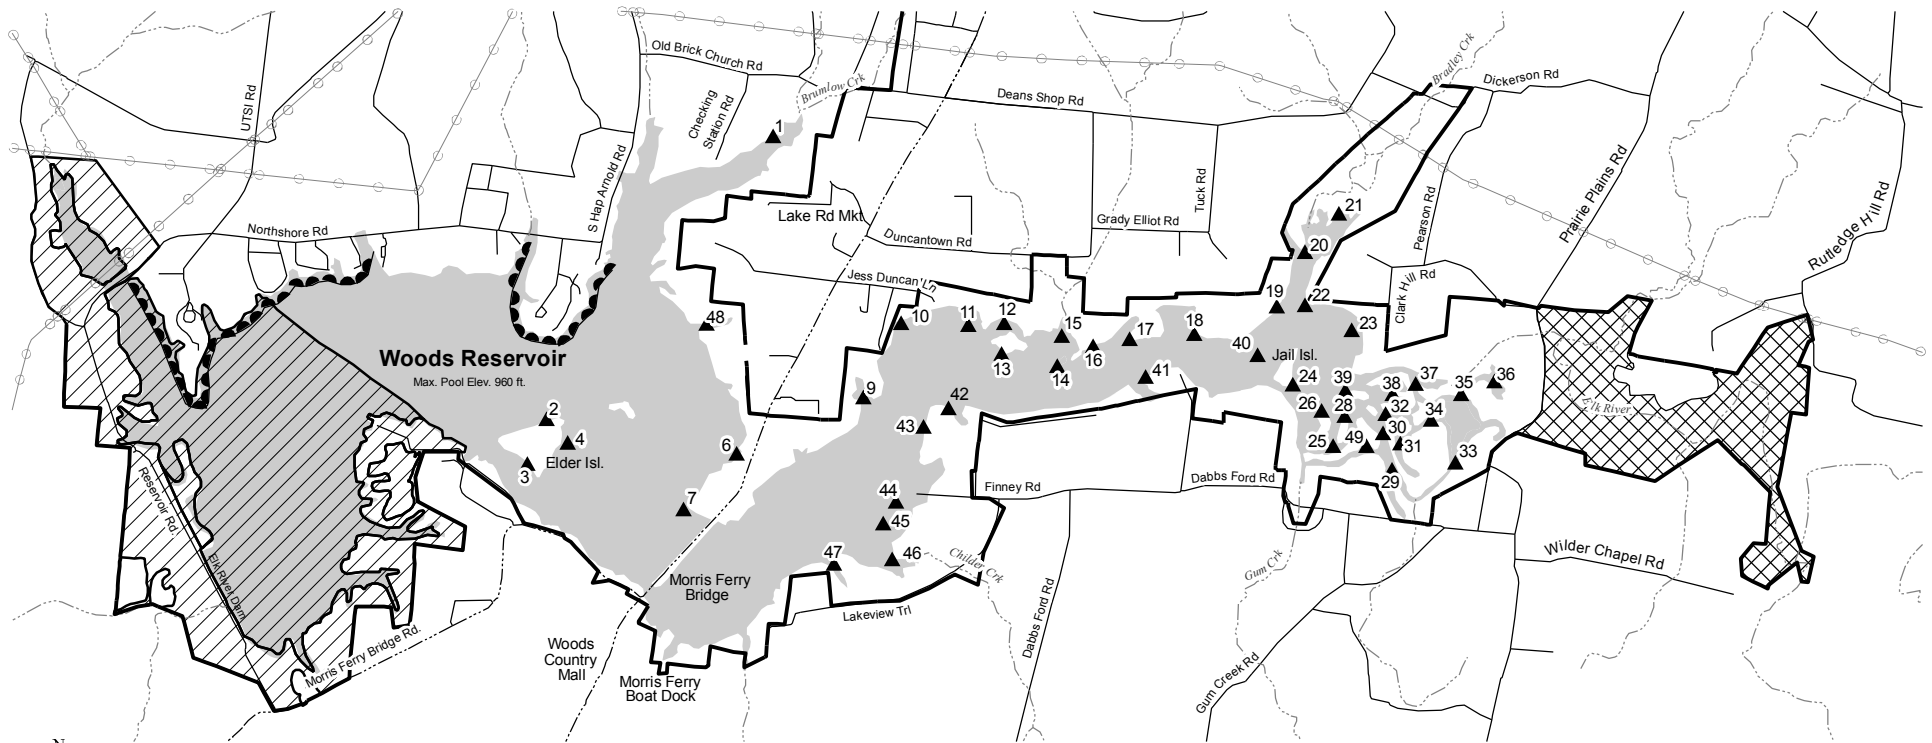 Old Brick Church Rd
Brumlow Crk
Bradley Crk
Dickerson Rd
Deans Shop Rd
UTSI Rd
Checking
Station Rd
1
S Hap Arnold Rd
Tuck Rd
Pearson Rd
Prairie Plains Rd
Rutledge Hill Rd
21
Lake Rd Mkt
Grady Elliot Rd
Northshore Rd
Duncantown Rd
20
Jess Duncan Ln
Clark Hill Rd
19
22
48
10
11
12
15
17
18
23
16
13
14
40
Jail Isl.
Woods Reservoir
Max. Pool Elev. 960 ft.
9
41
24
39
38
37
35
36
42
2
26
28
32
34
Elk River
43
4
30
6
25
49
31
3
Elder Isl.
33
29
Reservoir Rd.
7
44
Finney Rd
Dabbs Ford Rd
45
Elk River Dam
47
46
Childer Crk
Gum Crk
Wilder Chapel Rd
Morris Ferry
Bridge
Lakeview Trl
Dabbs Ford Rd
Morris Ferry Bridge Rd.
Woods
Country
Mall
Morris Ferry
Boat Dock
Gum Creek Rd
N